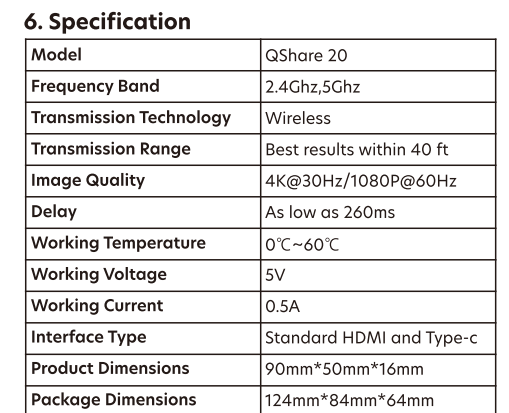 6. Specification
Model QShare 20
Frequency Band 2.4Ghz,5Ghz
Transmission Technology Wireless
Transmission Range Best results within 40 ft
Image Quality 4K@30Hz/1080P@60Hz
Delay As low as 260ms
Working Temperature 0℃~60℃
Working Voltage 5V
Working Current 0.5A
Interface Type Standard HDMI and Type-c
Product Dimensions 90mm*50mm*16mm
Package Dimensions 124mm*84mm*64mm